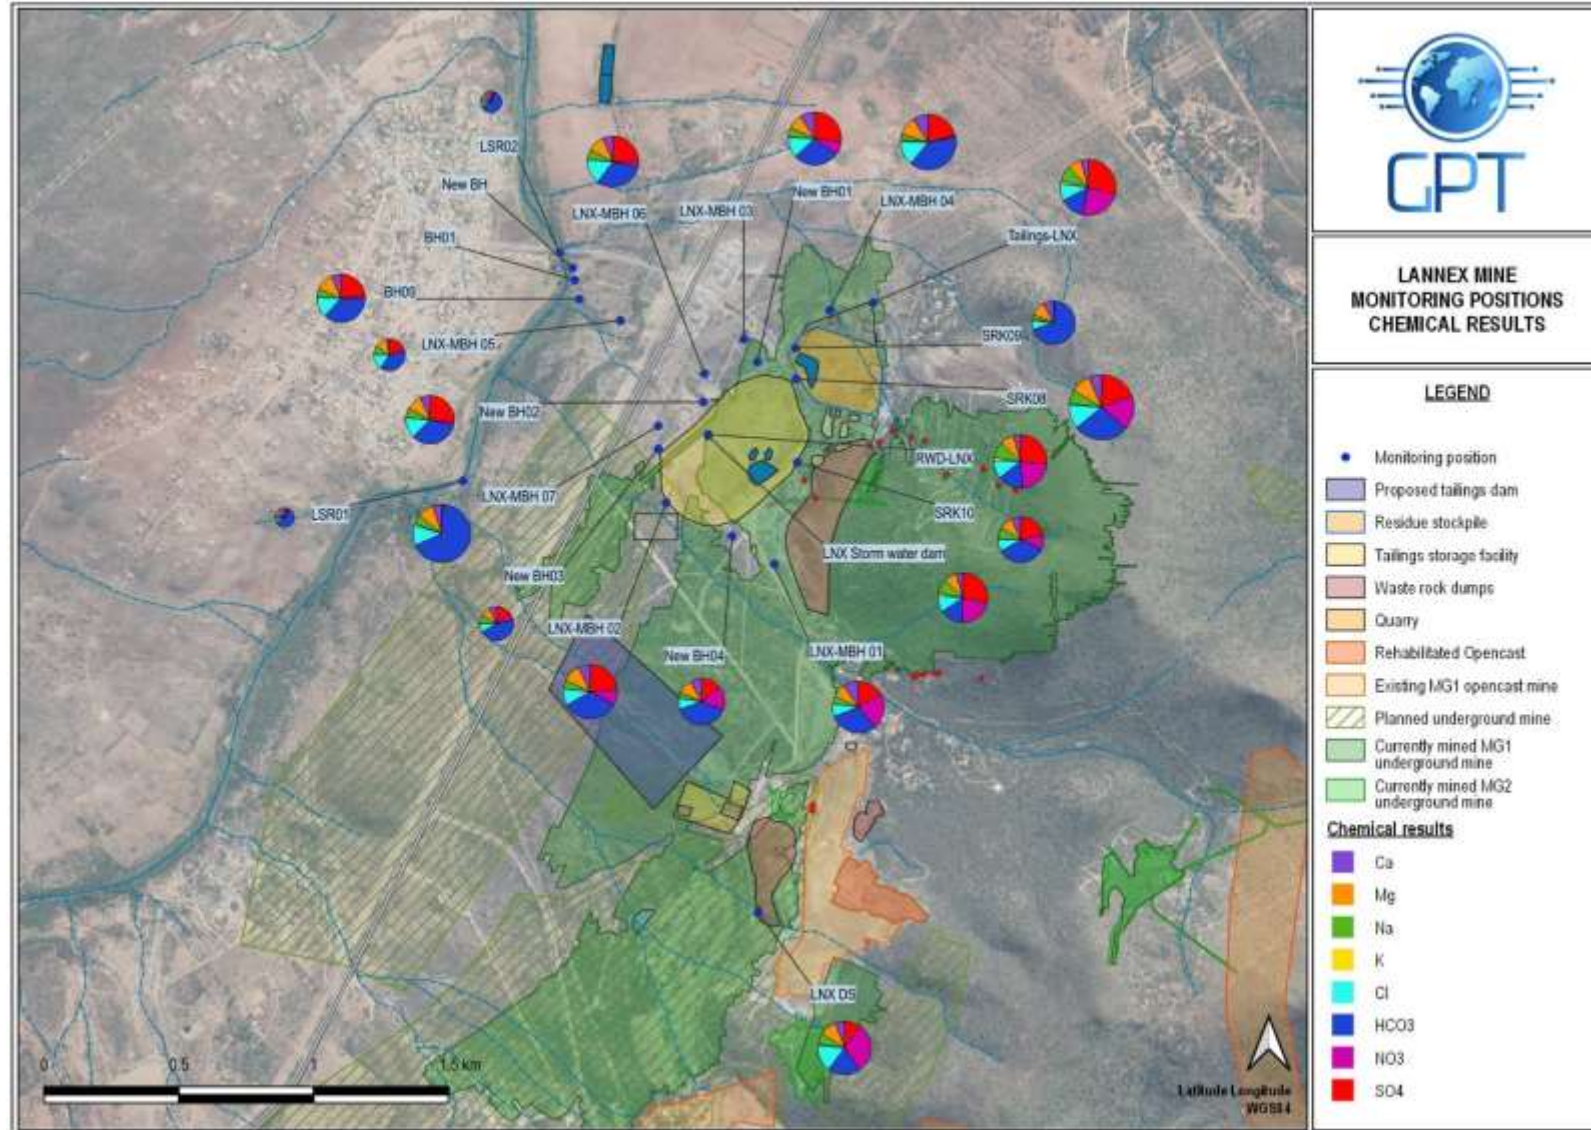 GPT
LANNEX MINE
MONITORING POSITIONS
CHEMICAL RESULTS
LEGEND
Monitoring position
Proposed tailings dam
Residue stockpile
Tailings storage facility
Waste rock dumps
Quarry
Rehabilitated Opencast
Existing MG1 opencast mine
Planned underground mine
Currently mined MG1
underground mine
Currently mined MG2
underground mine
Chemical results
Ca
Mg
Na
K
Cl
HCO3
NO3
SO4
LSR02
New BH
LNX-MBH 06
LNX-MBH 03
New BH01
LNX-MBH 04
BH01
Tailings-LNX
BH00
LNX-MBH 05
SRK09
New BH02
SRK08
RWD-LNX
LNX-MBH 07
LSR01
SRK10
LNX Storm water dam
New BH03
LNX-MBH 02
New BH04
LNX-MBH 01
LNX DS
0 0.5 1 1.5 km
Latitude Longitude
WGS84